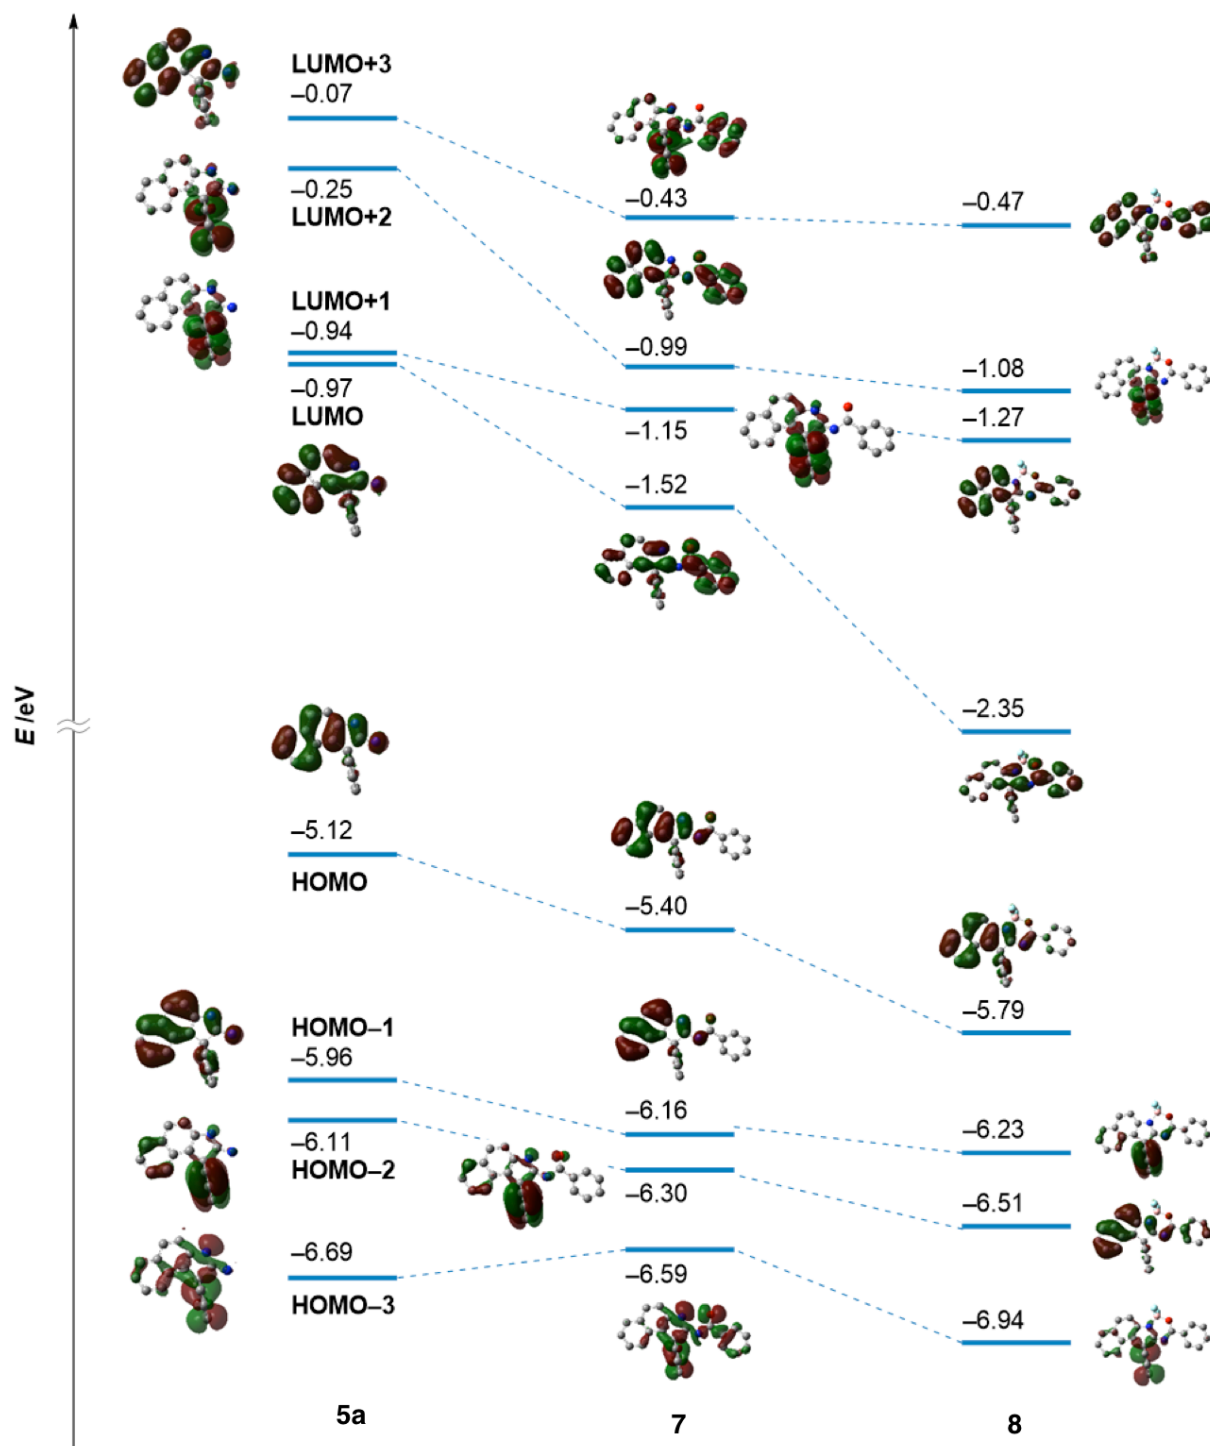 E /eV
LUMO+3
–0.07
–0.25
LUMO+2
LUMO+1
–0.94
–0.97
LUMO
–5.12
HOMO
HOMO–1
–5.96
–6.11
HOMO–2
–6.69
HOMO–3
5a
–0.43
–0.99
–1.15
–1.52
–5.40
–6.16
–6.30
–6.59
7
–0.47
–1.08
–1.27
–2.35
–5.79
–6.23
–6.51
–6.94
8